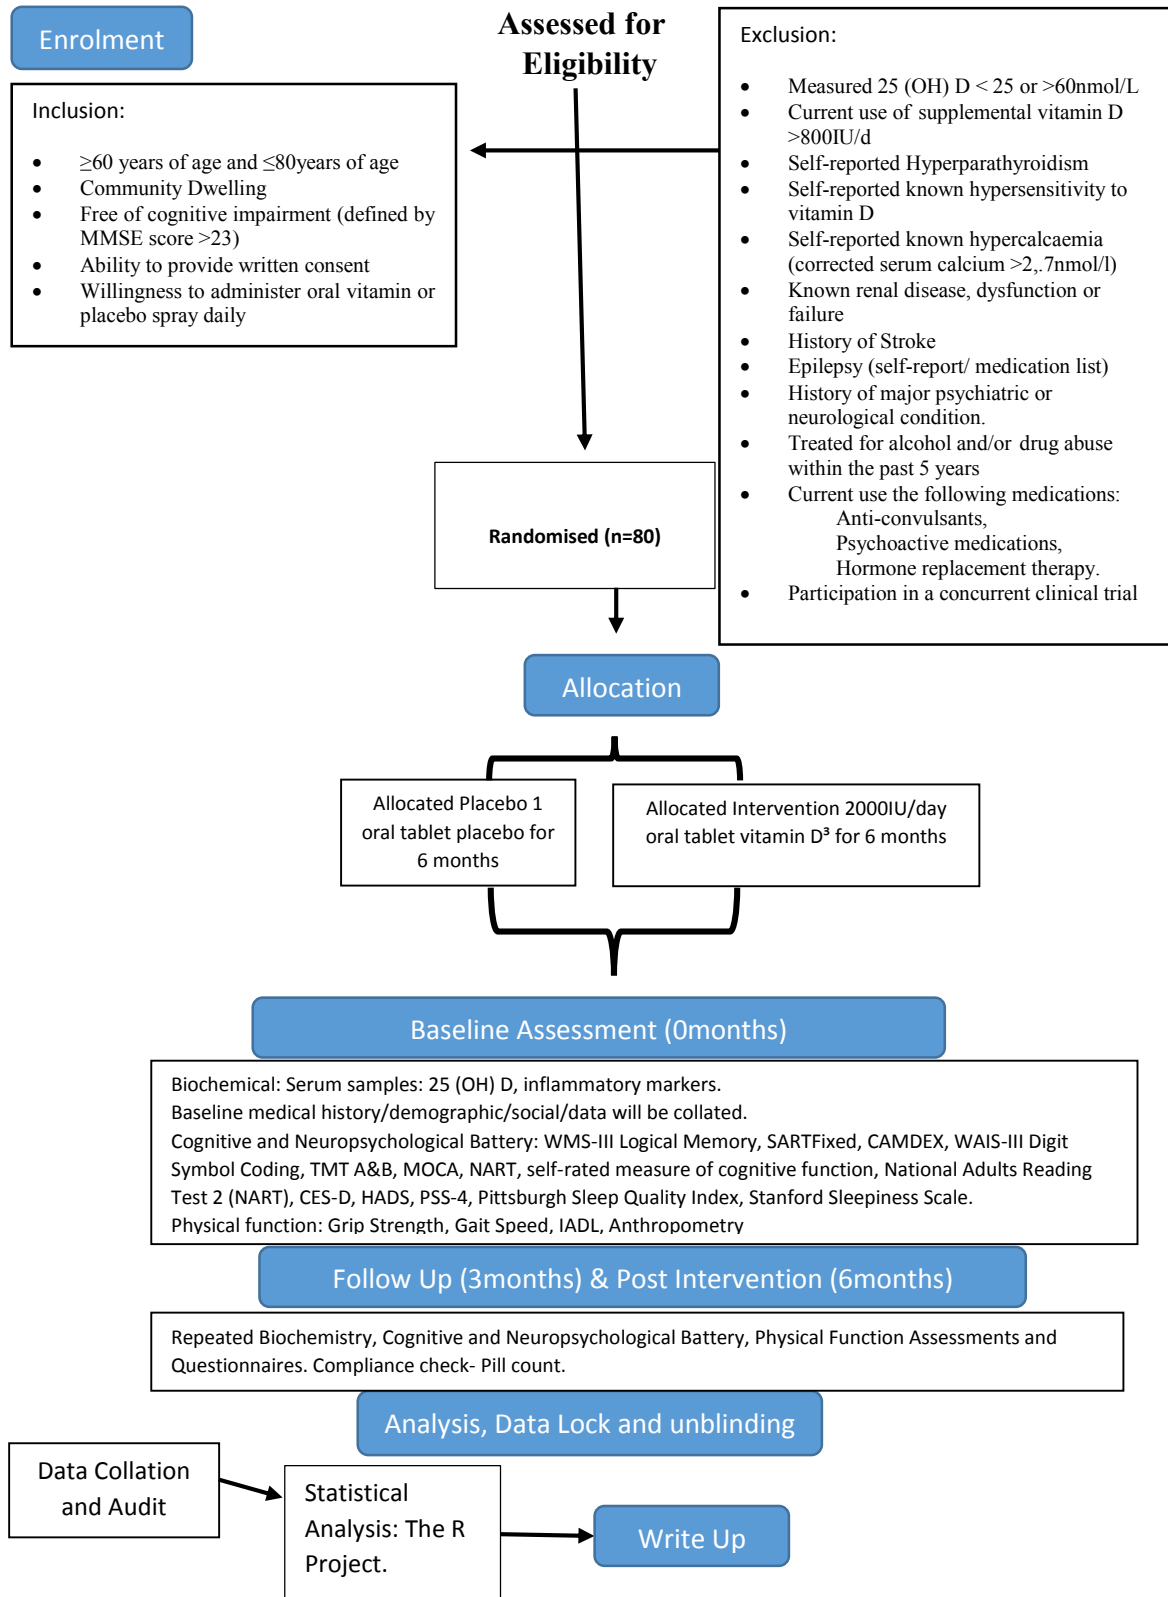 Enrolment
Assessed for
Eligibility
Inclusion:
• ≥60 years of age and ≤80years of age
• Community Dwelling
• Free of cognitive impairment (defined by
MMSE score >23)
• Ability to provide written consent
• Willingness to administer oral vitamin or
placebo spray daily
Exclusion:
• Measured 25 (OH) D < 25 or >60nmol/L
• Current use of supplemental vitamin D
>800IU/d
• Self-reported Hyperparathyroidism
• Self-reported known hypersensitivity to
vitamin D
• Self-reported known hypercalcaemia
(corrected serum calcium >2,.7nmol/l)
• Known renal disease, dysfunction or
failure
• History of Stroke
• Epilepsy (self-report/ medication list)
• History of major psychiatric or
neurological condition.
• Treated for alcohol and/or drug abuse
within the past 5 years
• Current use the following medications:
Anti-convulsants,
Psychoactive medications,
Hormone replacement therapy.
• Participation in a concurrent clinical trial
Randomised (n=80)
Allocation
Allocated Placebo 1
oral tablet placebo for
6 months
Allocated Intervention 2000IU/day
oral tablet vitamin D³ for 6 months
Baseline Assessment (0months)
Biochemical: Serum samples: 25 (OH) D, inflammatory markers.
Baseline medical history/demographic/social/data will be collated.
Cognitive and Neuropsychological Battery: WMS-III Logical Memory, SARTFixed, CAMDEX, WAIS-III Digit
Symbol Coding, TMT A&B, MOCA, NART, self-rated measure of cognitive function, National Adults Reading
Test 2 (NART), CES-D, HADS, PSS-4, Pittsburgh Sleep Quality Index, Stanford Sleepiness Scale.
Physical function: Grip Strength, Gait Speed, IADL, Anthropometry
Follow Up (3months) & Post Intervention (6months)
Repeated Biochemistry, Cognitive and Neuropsychological Battery, Physical Function Assessments and
Questionnaires. Compliance check- Pill count.
Analysis, Data Lock and unblinding
Data Collation
and Audit
Statistical
Analysis: The R
Project.
Write Up